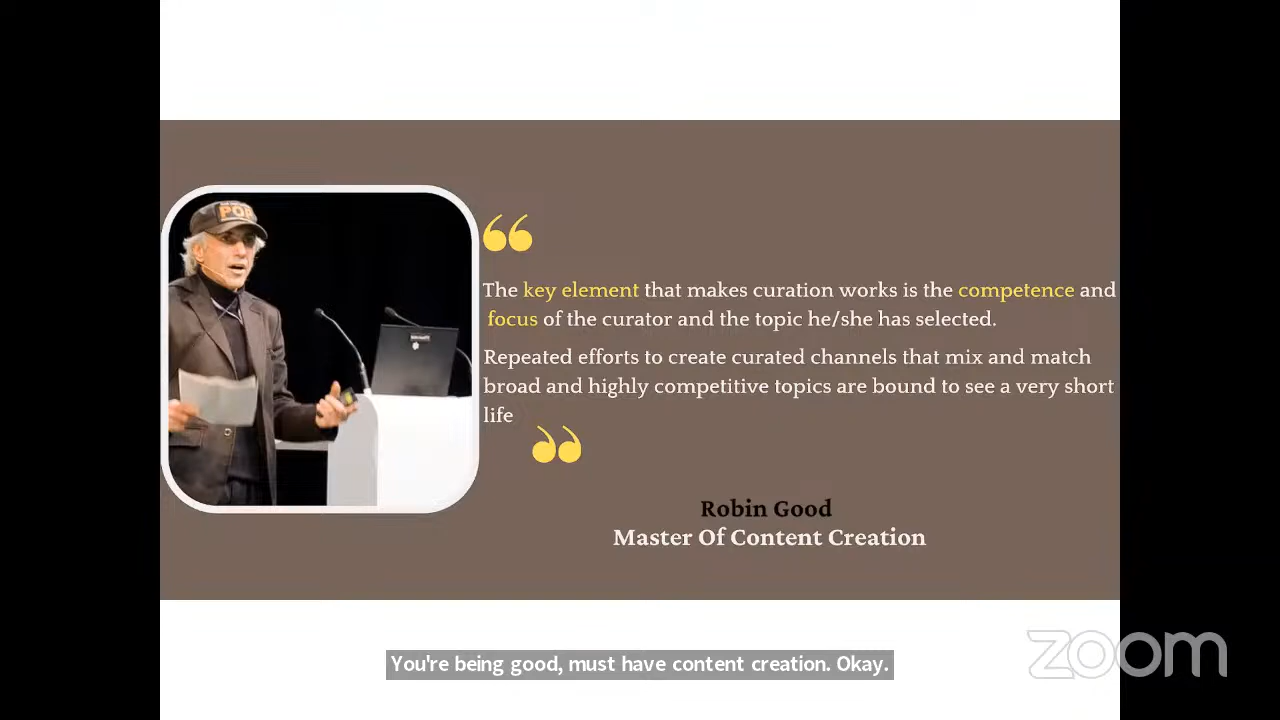 POP
The key element that makes curation works is the competence and
focus of the curator and the topic he/she has selected.
Repeated efforts to create curated channels that mix and match
broad and highly competitive topics are bound to see a very short
life
Robin Good
Master Of Content Creation
You're being good, must have content creation. Okay.
zoom